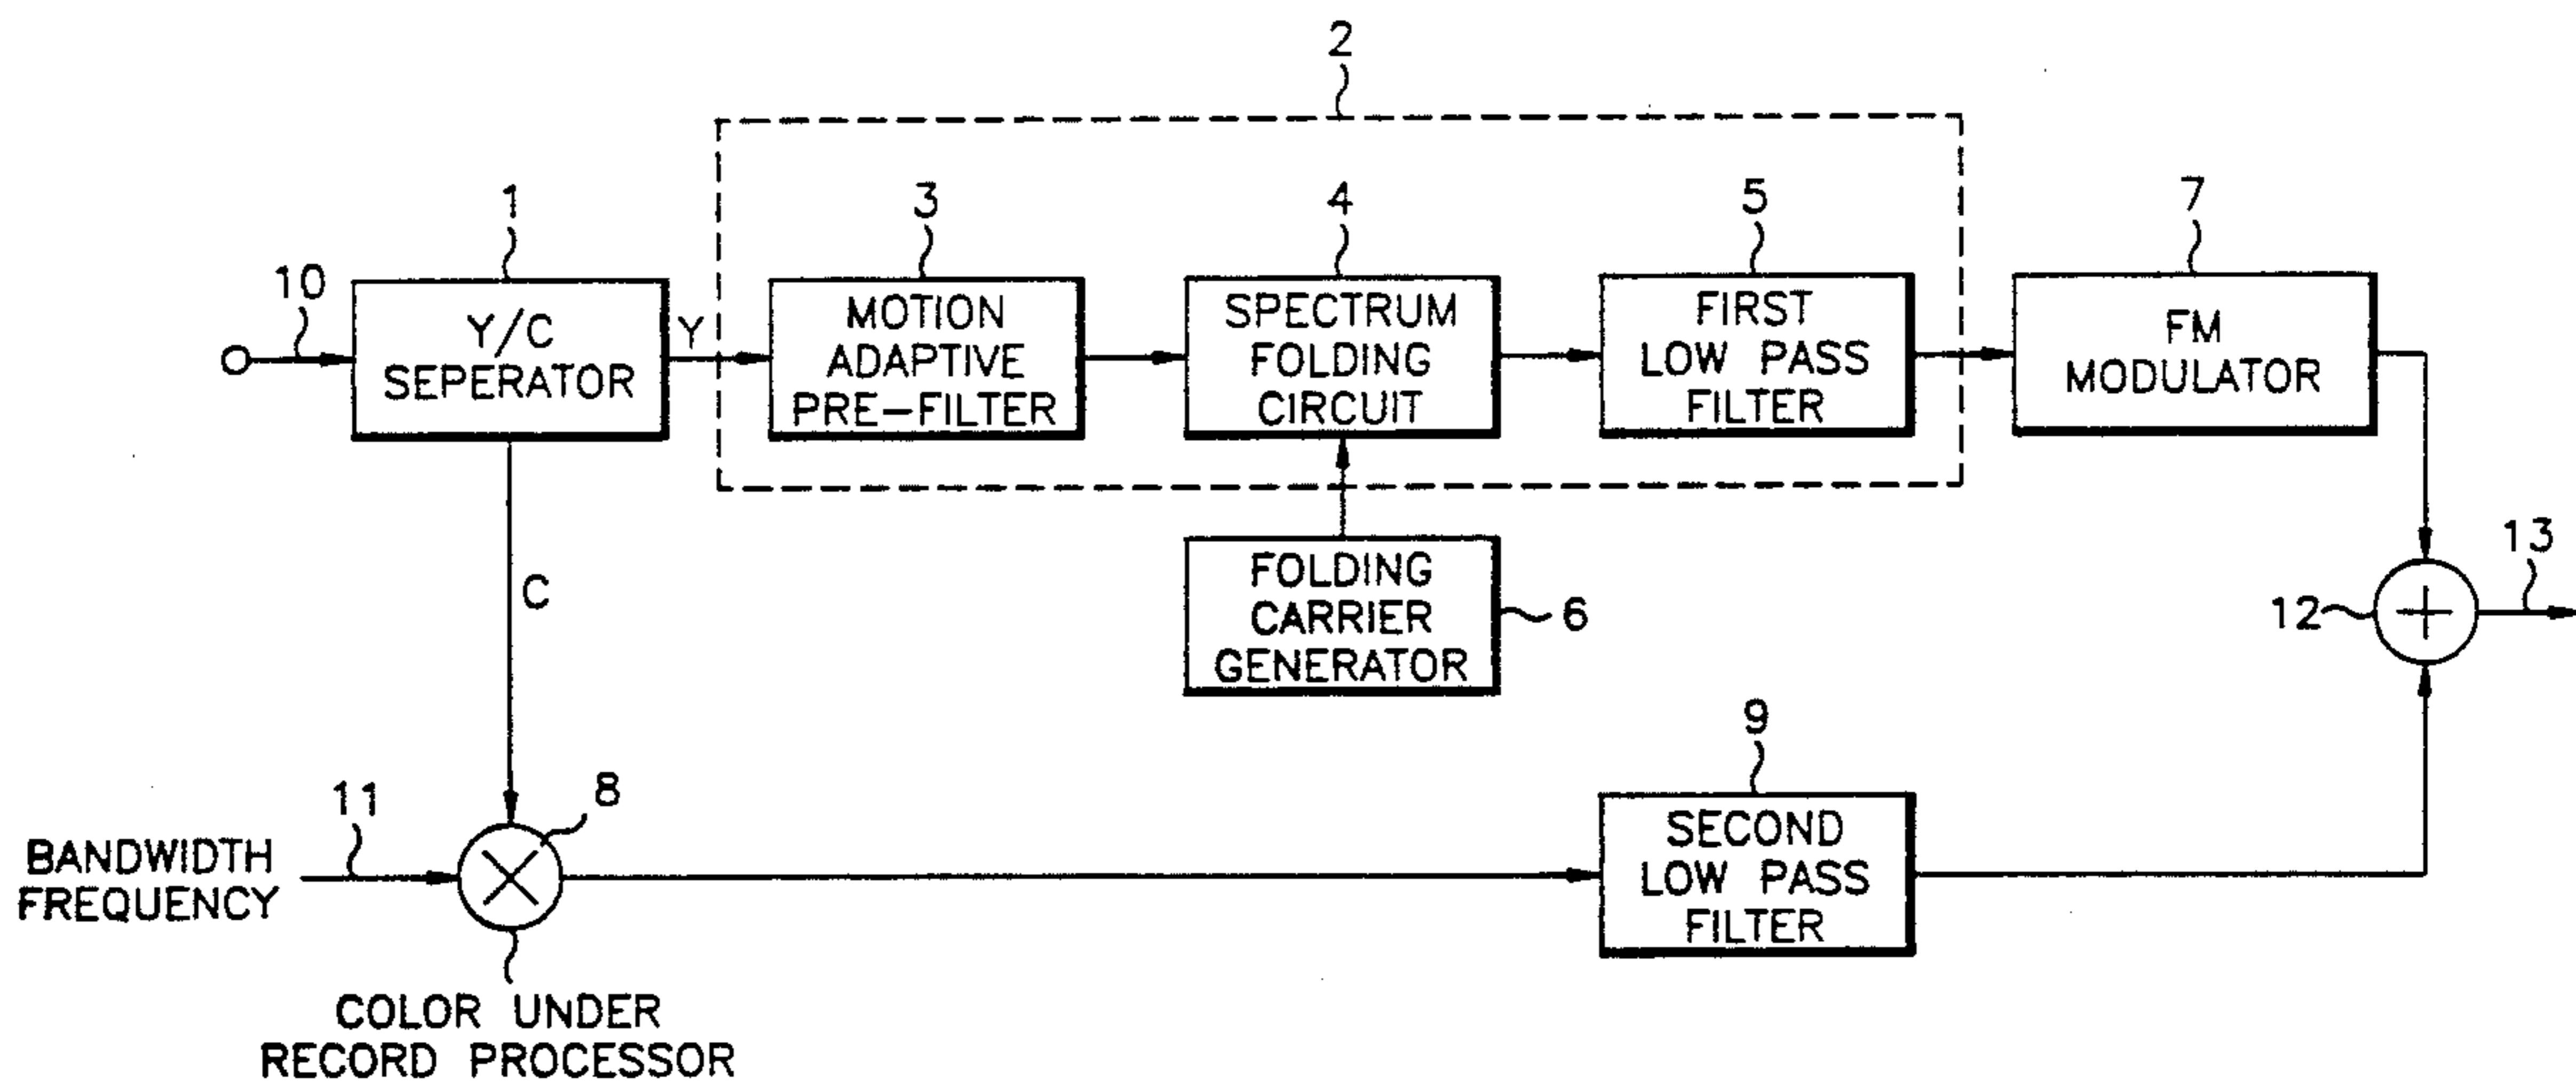 2
1
3
4
5
7
10
Y/C
SEPERATOR
Y
MOTION
ADAPTIVE
PRE-FILTER
SPECTRUM
FOLDING
CIRCUIT
FIRST
LOW PASS
FILTER
FM
MODULATOR
C
FOLDING
CARRIER
GENERATOR
6
12
13
11
8
9
BANDWIDTH
FREQUENCY
SECOND
LOW PASS
FILTER
COLOR UNDER
RECORD PROCESSOR